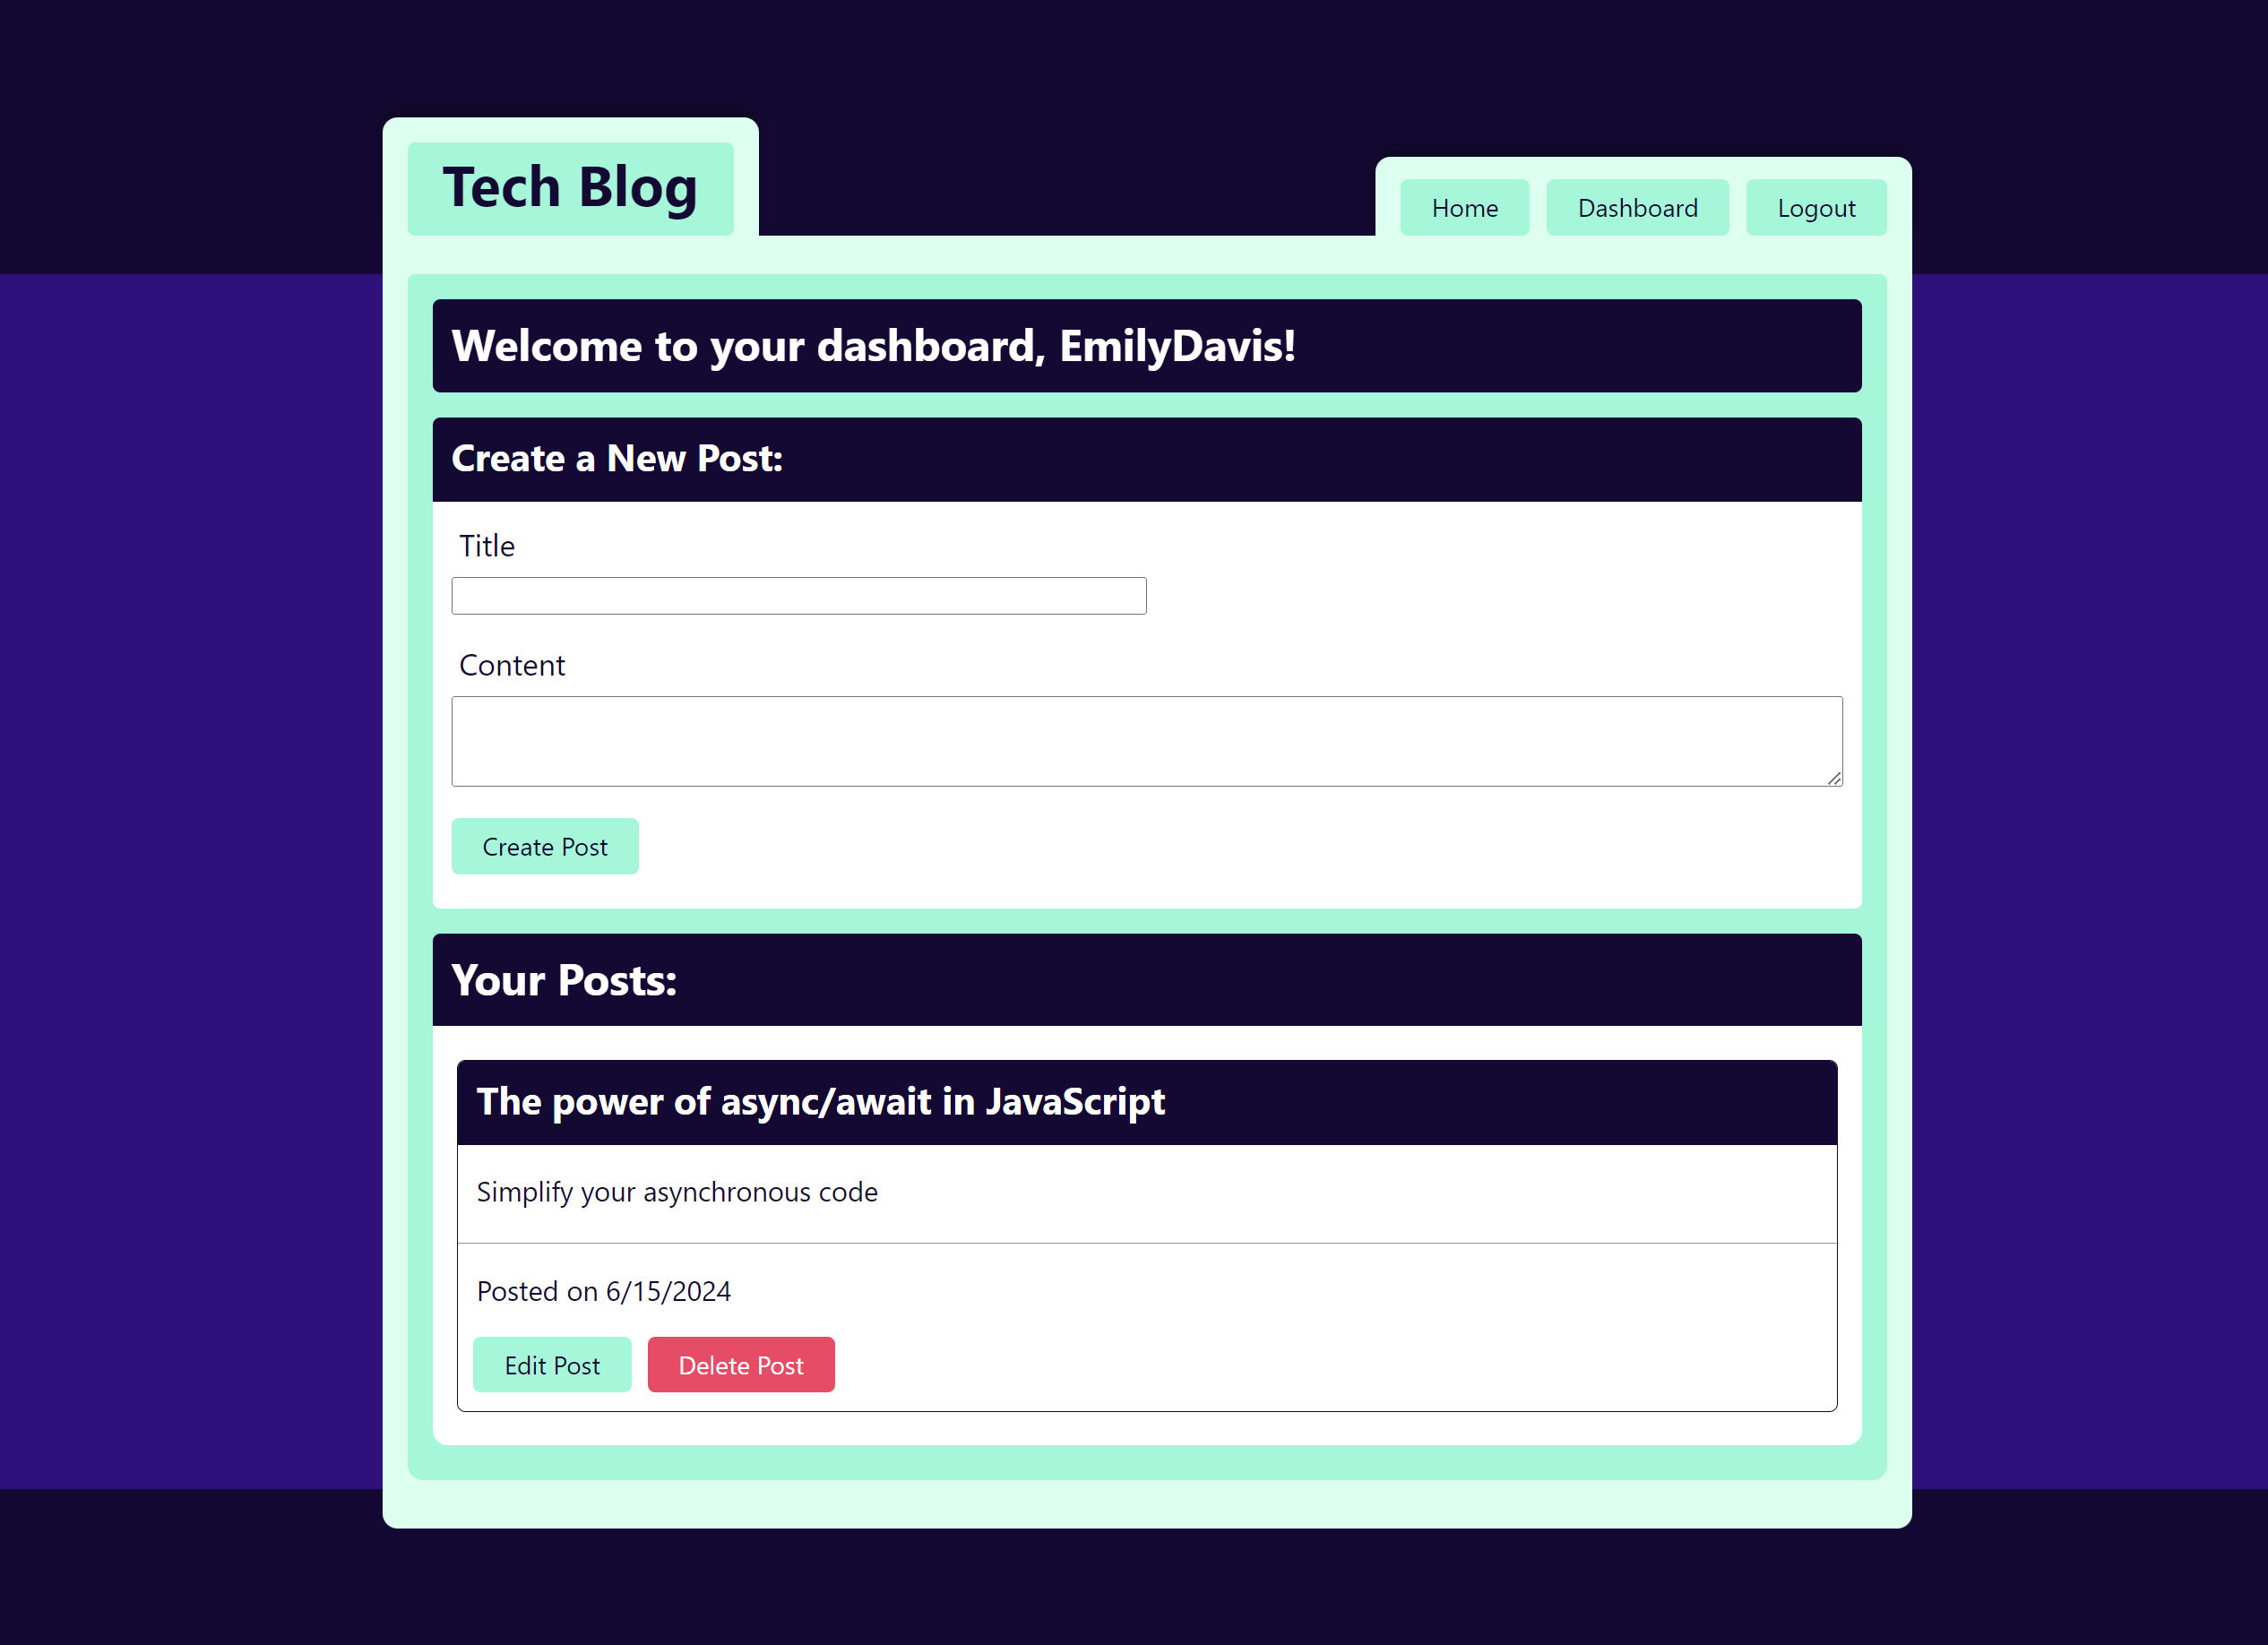 Tech Blog
Home Dashboard Logout
Welcome to your dashboard, EmilyDavis!
Create a New Post:
Title
Content
Create Post
Your Posts:
The power of async/await in JavaScript
Simplify your asynchronous code
Posted on 6/15/2024
Edit Post Delete Post